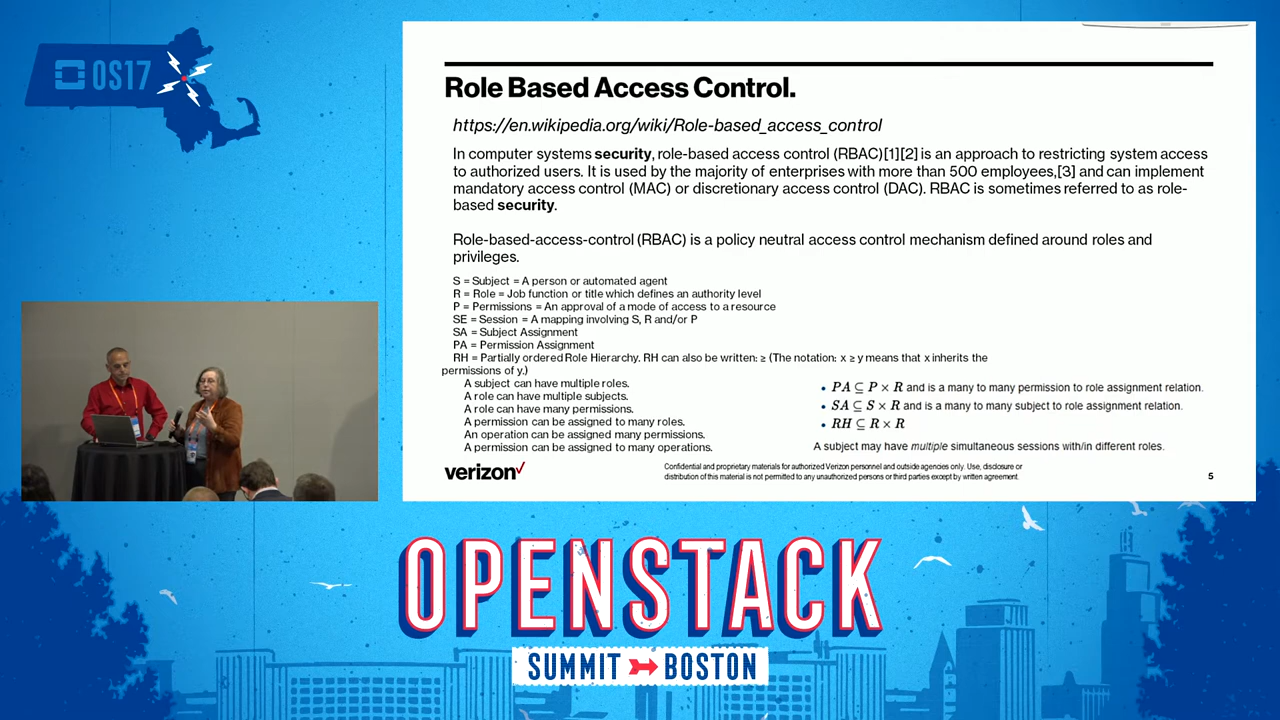 OS17
Role Based Access Control.
https://en.wikipedia.org/wiki/Role-based_access_control
In computer systems security, role-based access control (RBAC)[1][2] is an approach to restricting system access
to authorized users. It is used by the majority of enterprises with more than 500 employees,[3] and can implement
mandatory access control (MAC) or discretionary access control (DAC). RBAC is sometimes referred to as role-
based security.
Role-based-access-control (RBAC) is a policy neutral access control mechanism defined around roles and
privileges.
S = Subject = A person or automated agent
R = Role = Job function or title which defines an authority level
P = Permissions = An approval of a mode of access to a resource
SE = Session = A mapping involving S, R and/or P
SA = Subject Assignment
PA = Permission Assignment
RH = Partially ordered Role Hierarchy. RH can also be written: ≥ (The notation: x ≥ y means that x inherits the
permissions of y.)
A subject can have multiple roles.
A role can have multiple subjects.
A role can have many permissions.
A permission can be assigned to many roles.
An operation can be assigned many permissions.
A permission can be assigned to many operations.
• PA ⊆ P × R and is a many to many permission to role assignment relation.
• SA ⊆ S × R and is a many to many subject to role assignment relation.
• RH ⊆ R × R
A subject may have multiple simultaneous sessions with/in different roles.
verizon✓
Confidential and proprietary materials for authorized Verizon personnel and outside agencies only. Use, disclosure or
distribution of this material is not permitted to any unauthorized persons or third parties except by written agreement.
5
OPENSTACK
SUMMIT BOSTON